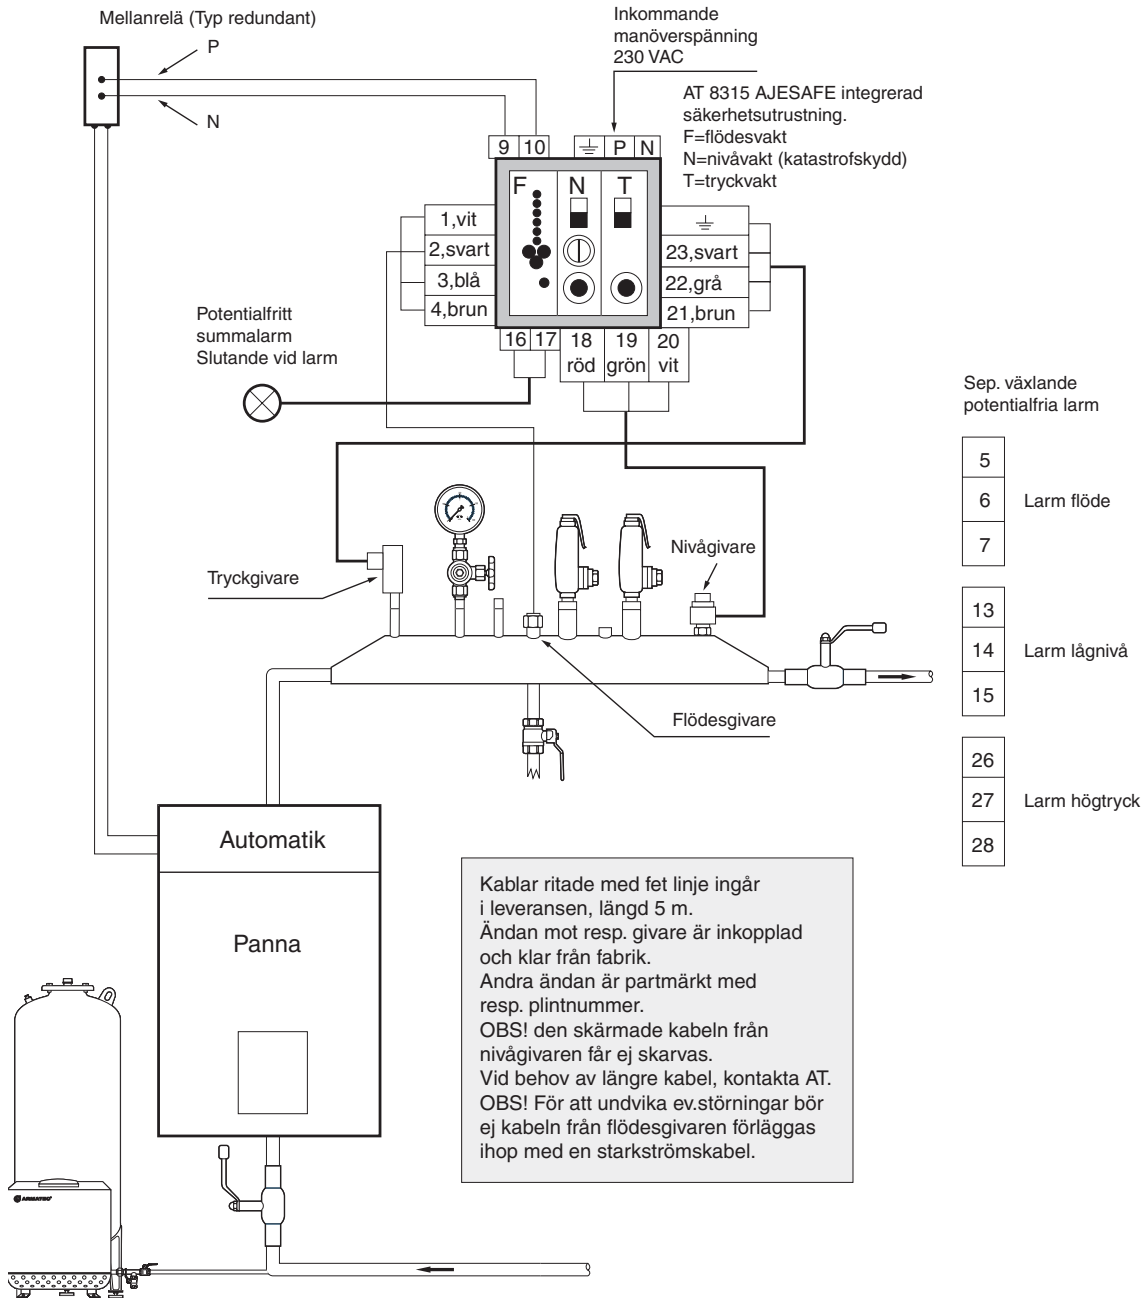 Mellanrelä (Typ redundant)
P
N
Inkommande
manöverspänning
230 VAC
AT 8315 AJESAFE integrerad
säkerhetsutrustning.
F=flödesvakt
N=nivåvakt (katastrofskydd)
T=tryckvakt
9 10
P N
F N T
1,vit
2,svart
3,blå
4,brun
23,svart
22,grå
21,brun
16 17 18 19 20
röd grön vit
Potentialfritt
summalarm
Slutande vid larm
Sep. växlande
potentialfria larm
5
6 Larm flöde
7
13
14 Larm lågnivå
15
26
27 Larm högtryck
28
Tryckgivare
Nivågivare
Flödesgivare
Automatik
Panna
Kablar ritade med fet linje ingår
i leveransen, längd 5 m.
Ändan mot resp. givare är inkopplad
och klar från fabrik.
Andra ändan är partmärkt med
resp. plintnummer.
OBS! den skärmade kabeln från
nivågivaren får ej skarvas.
Vid behov av längre kabel, kontakta AT.
OBS! För att undvika ev.störningar bör
ej kabeln från flödesgivaren förläggas
ihop med en starkströmskabel.
ARMATEC